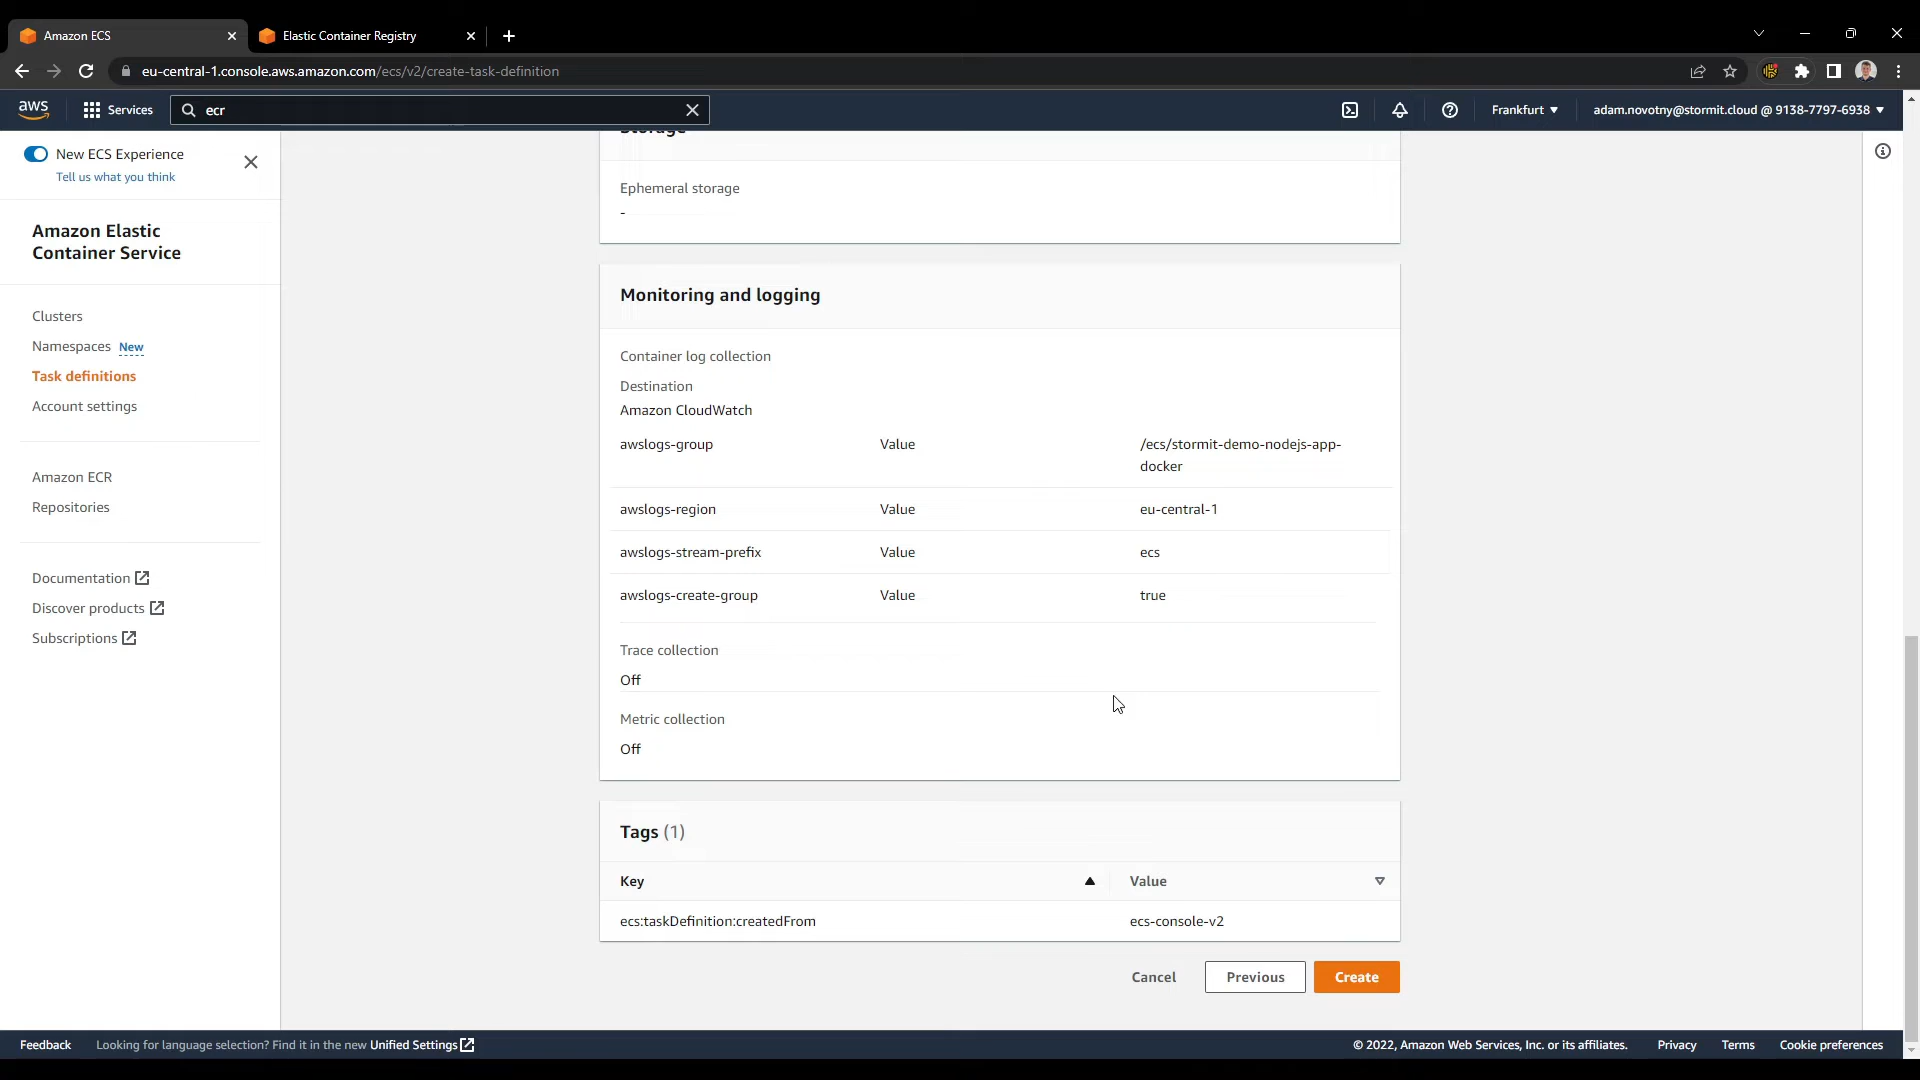 Amazon ECS
Elastic Container Registry
eu-central-1.console.aws.amazon.com/ecs/v2/create-task-definition
aws
Services
ecr
Frankfurt
adam.novotny@stormit.cloud @ 9138-7797-6938
New ECS Experience
Tell us what you think
Amazon Elastic
Container Service
Clusters
Namespaces New
Task definitions
Account settings
Amazon ECR
Repositories
Documentation
Discover products
Subscriptions
Storage
Ephemeral storage
-
Monitoring and logging
Container log collection
Destination
Amazon CloudWatch
awslogs-group Value /ecs/stormit-demo-nodejs-app-
docker
awslogs-region Value eu-central-1
awslogs-stream-prefix Value ecs
awslogs-create-group Value true
Trace collection
Off
Metric collection
Off
Tags (1)
Key Value
ecs:taskDefinition:createdFrom ecs-console-v2
Cancel Previous Create
Feedback Looking for language selection? Find it in the new Unified Settings © 2022, Amazon Web Services, Inc. or its affiliates. Privacy Terms Cookie preferences